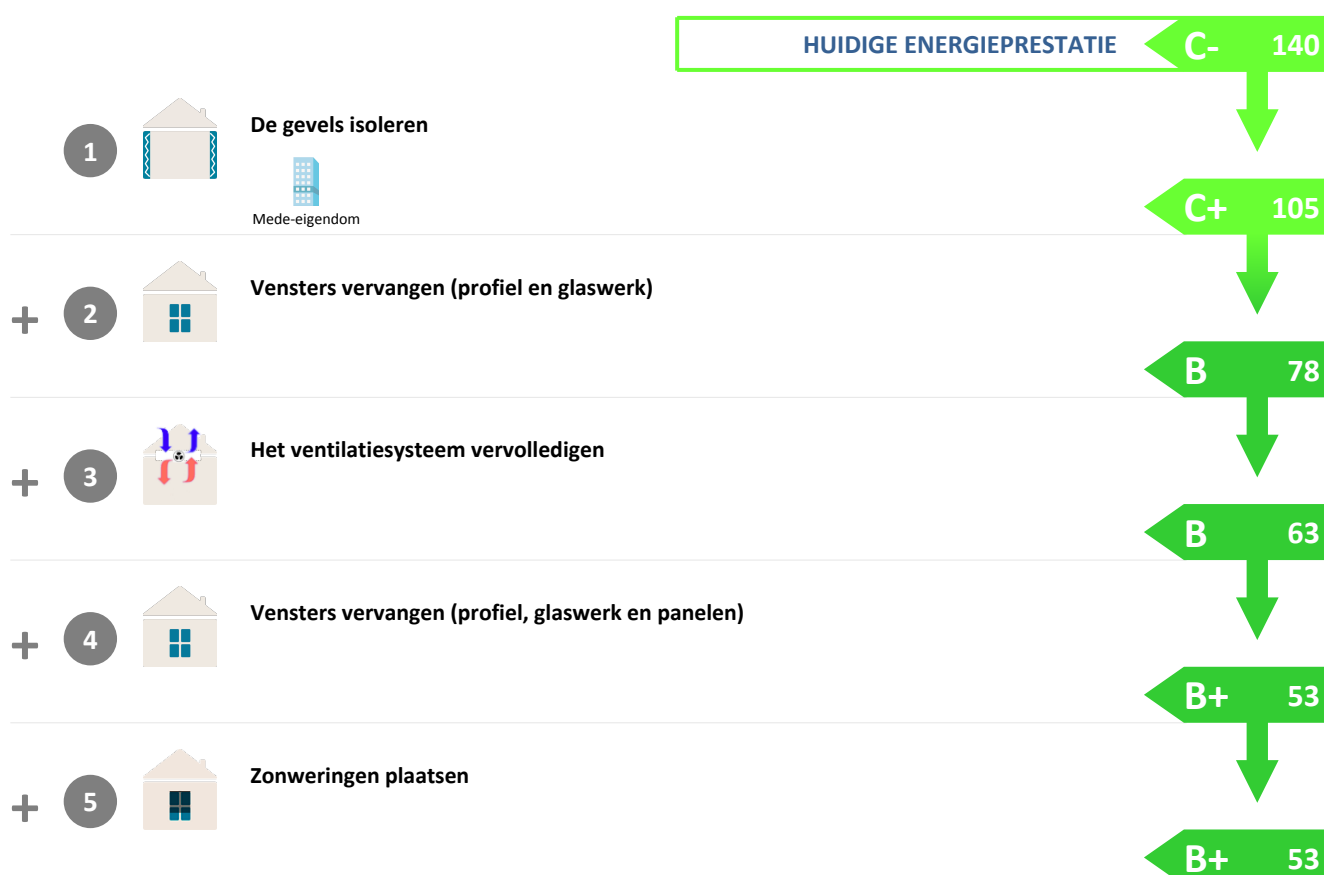 HUIDIGE ENERGIEPRESTATIE C- 140
1 De gevels isoleren
Mede-eigendom
C+ 105
+ 2 Vensters vervangen (profiel en glaswerk)
B 78
+ 3 Het ventilatiesysteem vervolledigen
B 63
+ 4 Vensters vervangen (profiel, glaswerk en panelen)
B+ 53
+ 5 Zonweringen plaatsen
B+ 53